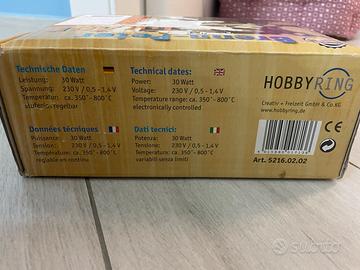 Technische Daten
Leistung: 30 Watt
Spannung: 230 V / 0,5 - 1,4 V
Temperatur: ca. 350° - 800°C
stufenlos regelbar
Technical dates:
Power: 30 Watt
Voltage: 230 V / 0,5 - 1,4 V
Temperature range: ca. 350° - 800°C
electronically controlled
Données técniques
Puissance: 30 Watt
Tension: 230 V / 0,5 - 1,4 V
Température: ca. 350° - 800°C
reglable en continu
Dati tecnici:
Potenza: 30 Watt
Tensione: 230 V / 0,5 - 1,4 V
Temperatura: ca. 350° - 800°C
variabili senza limiti
HOBBYRING
Creativ + Freizeit GmbH & Co.KG
www.hobbyring.de
CE
Art. 5216.02.02
subito